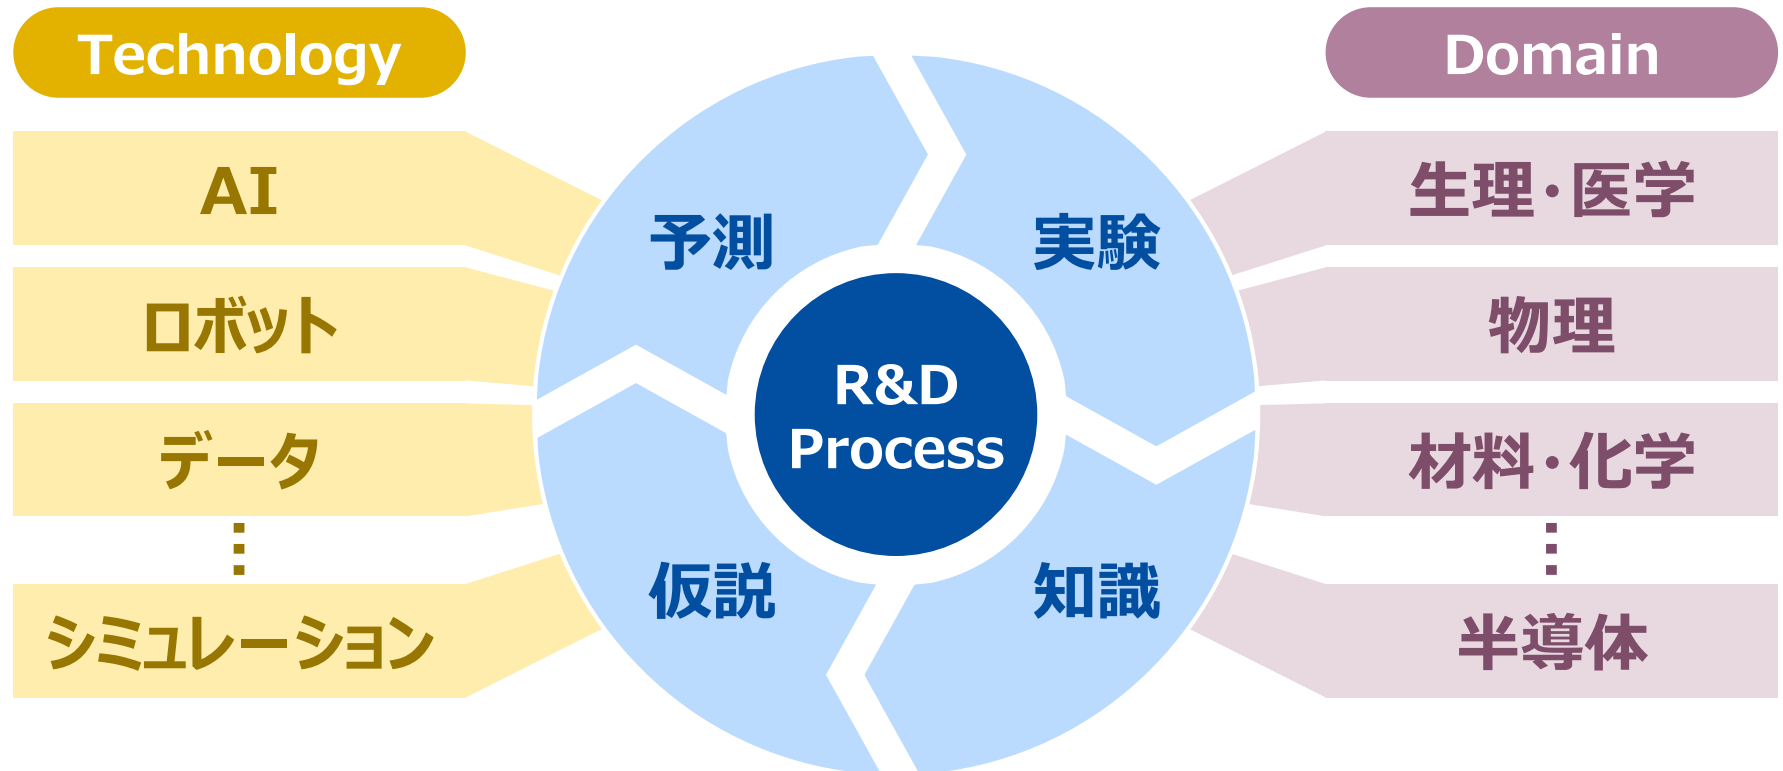 Technology
AI
ロボット
データ
シミュレーション
予測
実験
R&D
Process
仮説
知識
Domain
生理・医学
物理
材料・化学
半導体